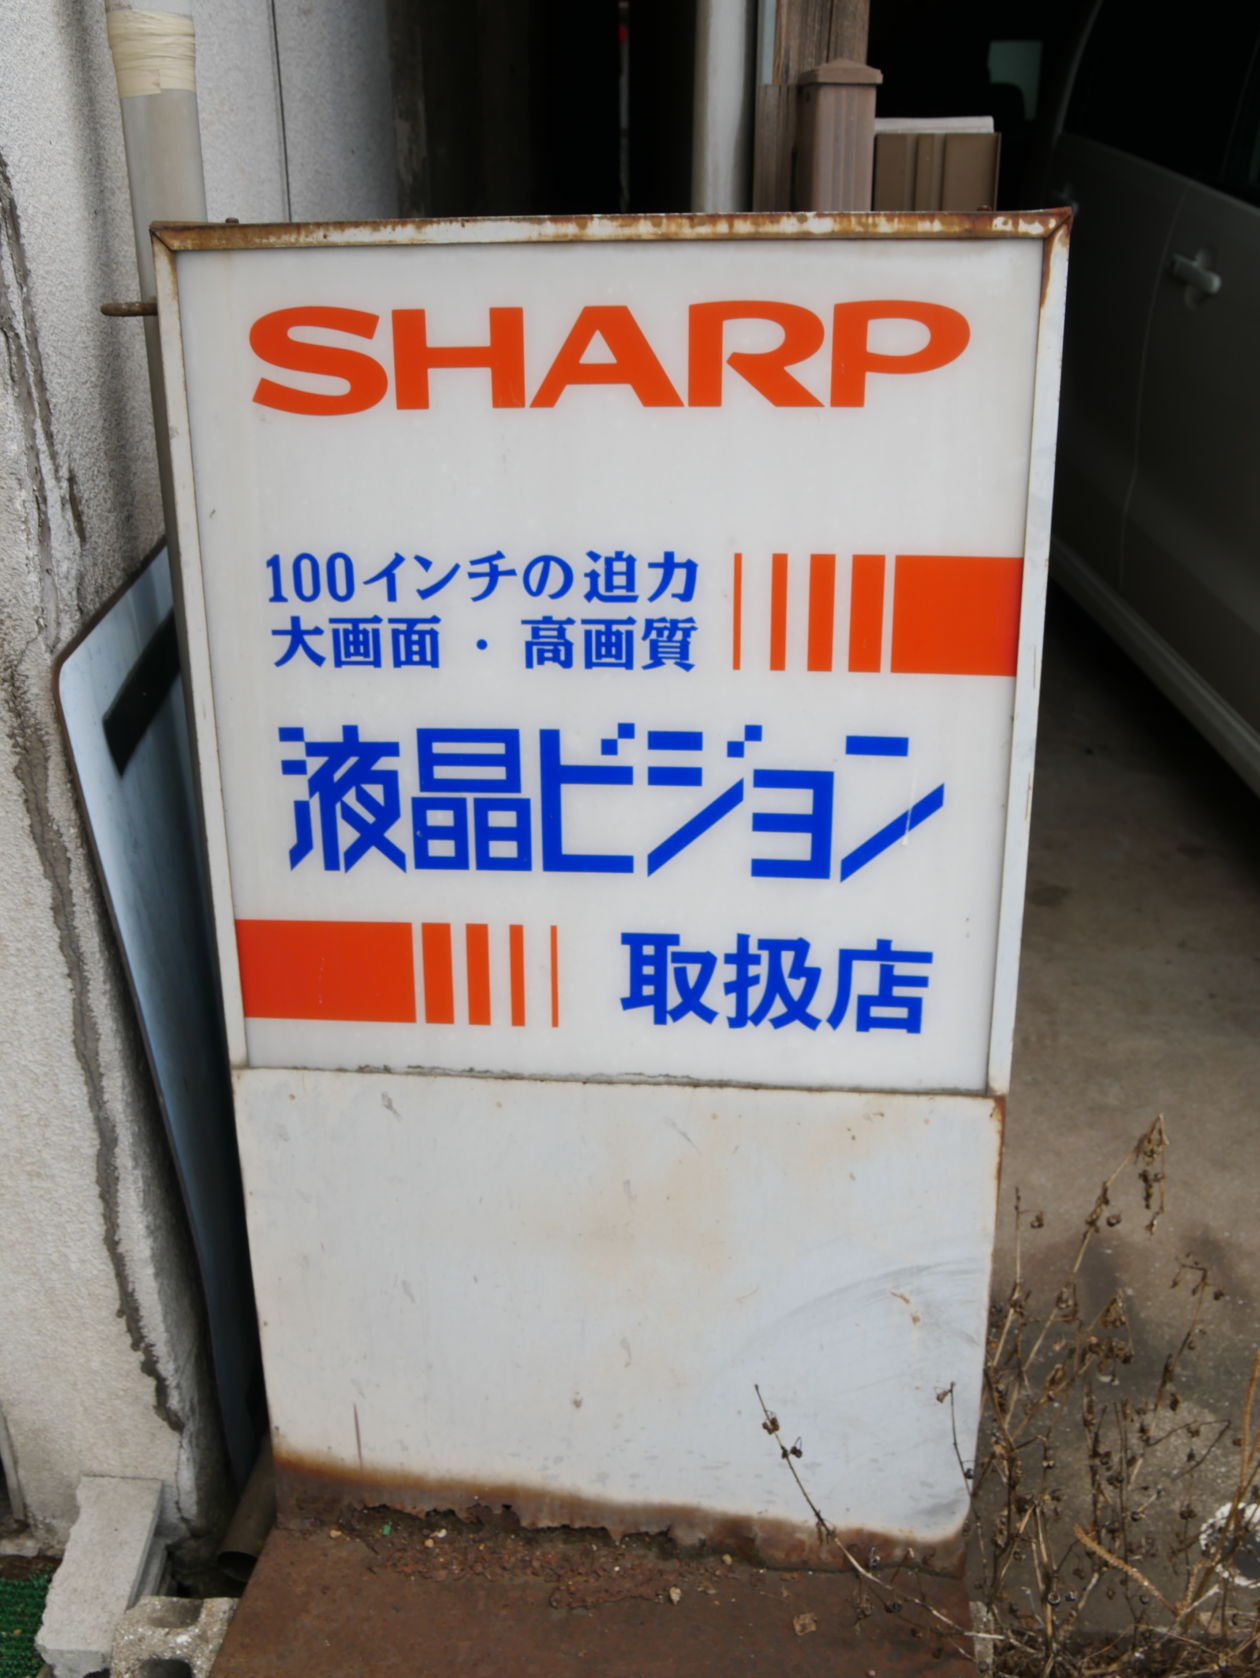 SHARP
100インチの迫力
大画面・高画質
液晶ビジョン
取扱店